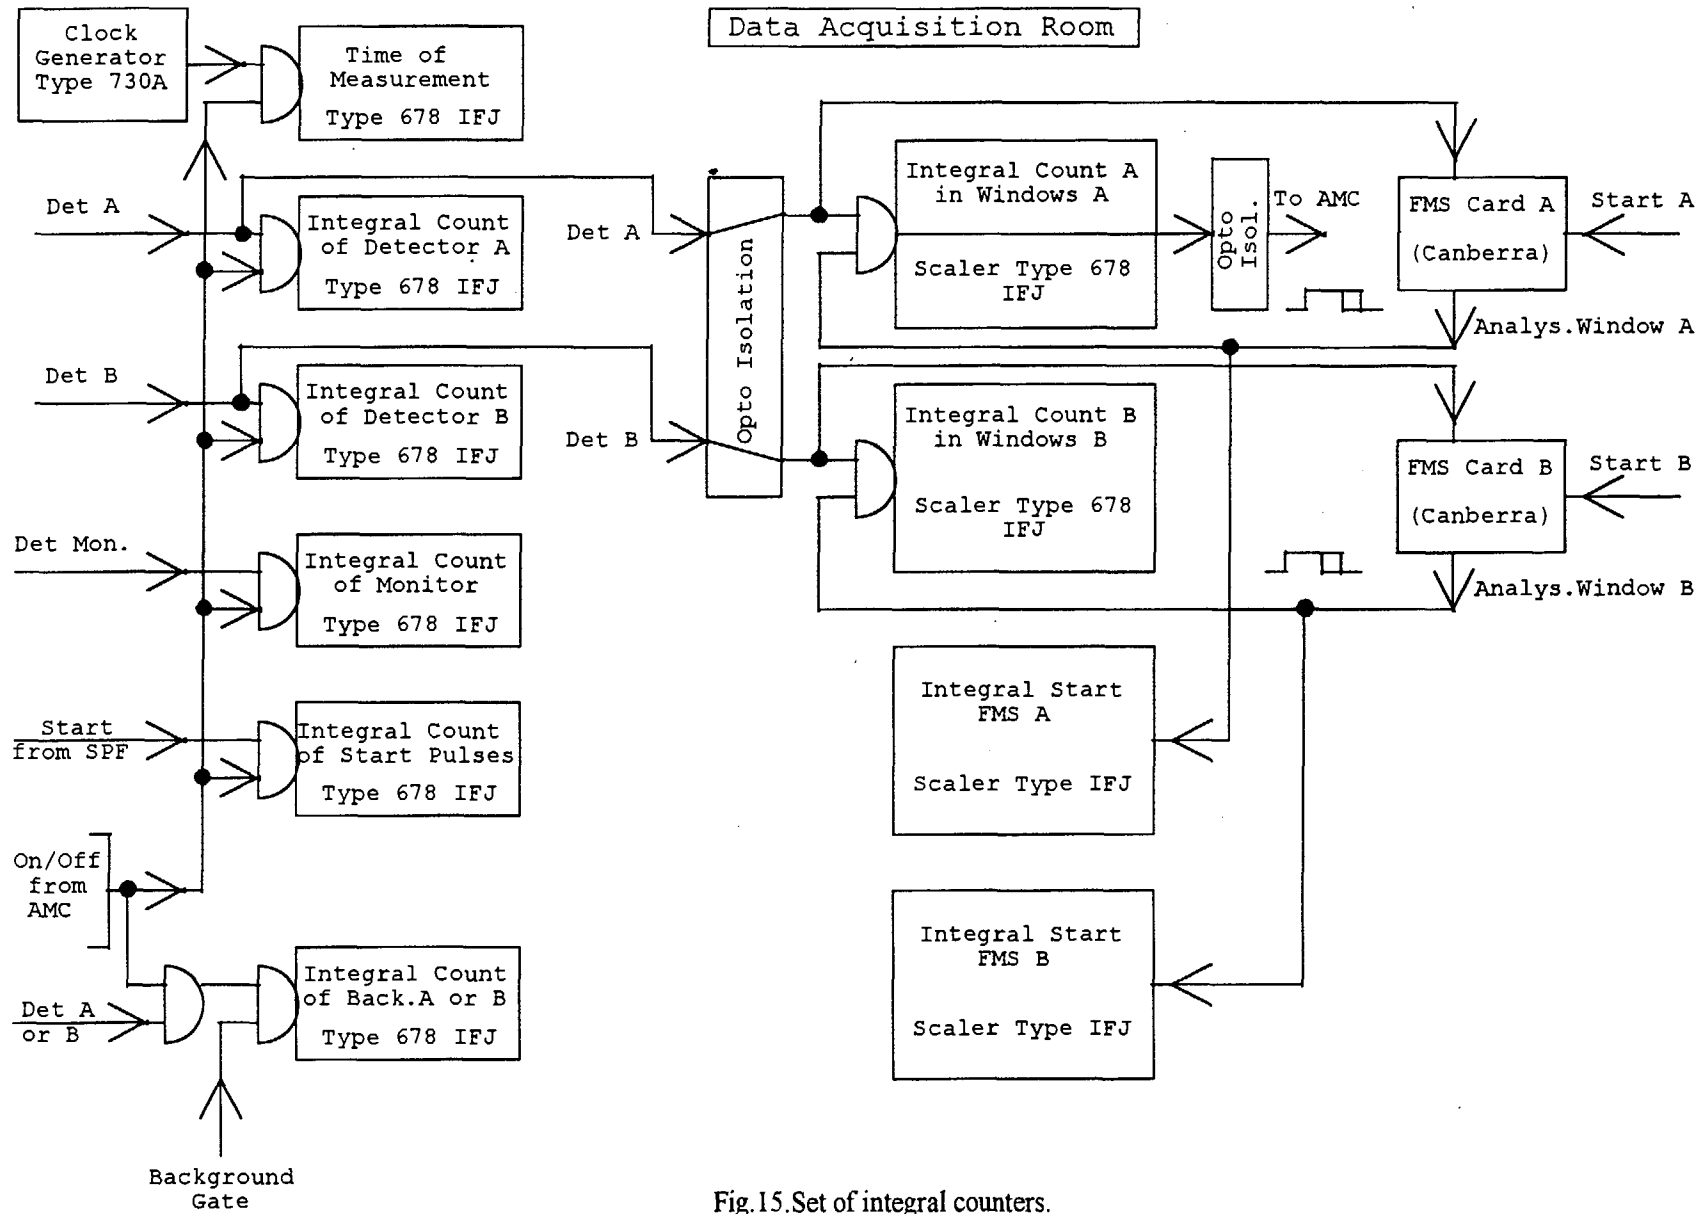 Data Acquisition Room
Clock
Generator
Type 730A
Time of
Measurement
Type 678 IFJ
Det A
Integral Count
of Detector A
Type 678 IFJ
Det B
Integral Count
of Detector B
Type 678 IFJ
Det Mon.
Integral Count
of Monitor
Type 678 IFJ
Start
from SPF
Integral Count
of Start Pulses
Type 678 IFJ
On/Off
from
AMC
Det A
or B
Integral Count
of Back.A or B
Type 678 IFJ
Background
Gate
Det A
Det B
Opto Isolation
Integral Count A
in Windows A
Scaler Type 678
IFJ
Opto
Isol.
To AMC
FMS Card A
(Canberra)
Start A
Analys.Window A
Integral Count B
in Windows B
Scaler Type 678
IFJ
FMS Card B
(Canberra)
Start B
Analys.Window B
Integral Start
FMS A
Scaler Type IFJ
Integral Start
FMS B
Scaler Type IFJ
Fig.15.Set of integral counters.